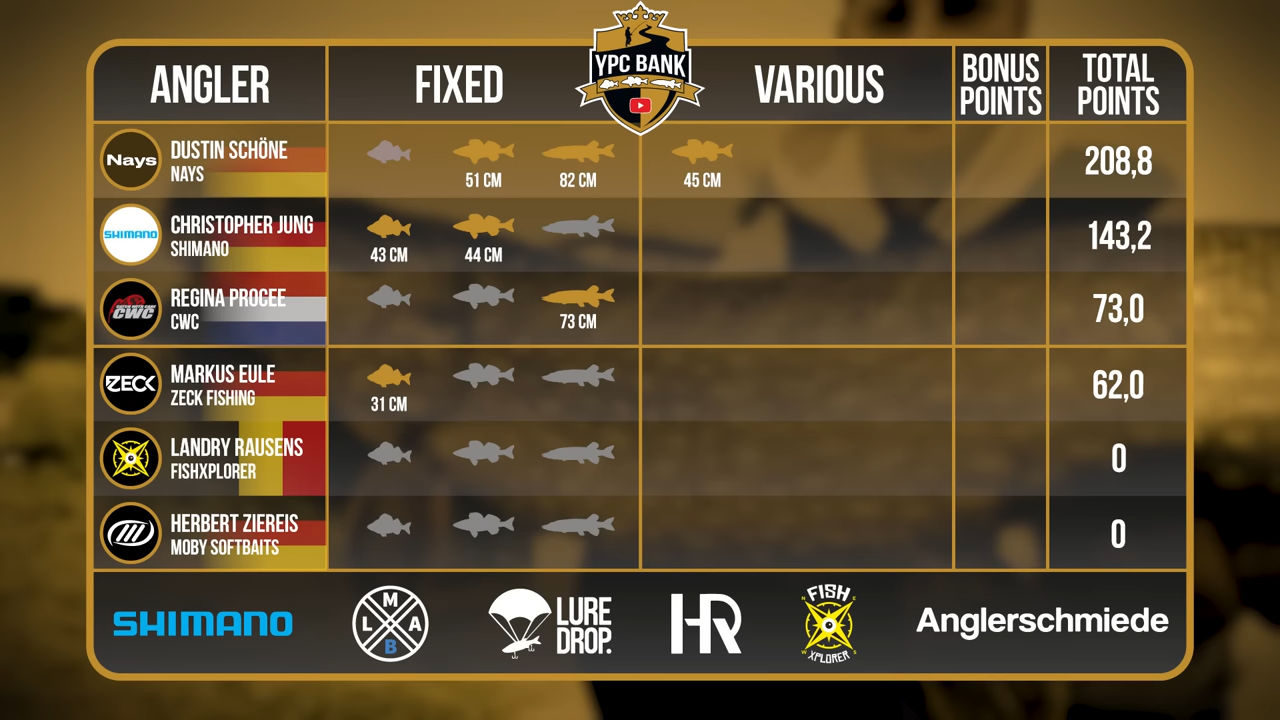 YPC BANK
ANGLER
FIXED
VARIOUS
BONUS
POINTS
TOTAL
POINTS
Nays
DUSTIN SCHÖNE
NAYS
51 CM
82 CM
45 CM
208,8
SHIMANO
CHRISTOPHER JUNG
SHIMANO
43 CM
44 CM
143,2
CWC
REGINA PROCEE
CWC
73 CM
73,0
ZECK
MARKUS EULE
ZECK FISHING
31 CM
62,0
LANDRY RAUSENS
FISHXPLORER
0
HERBERT ZIEREIS
MOBY SOFTBAITS
0
SHIMANO
M
L A
B
LURE
DROP.
HR
FISH
N E
W S
XPLORER
Anglerschmiede